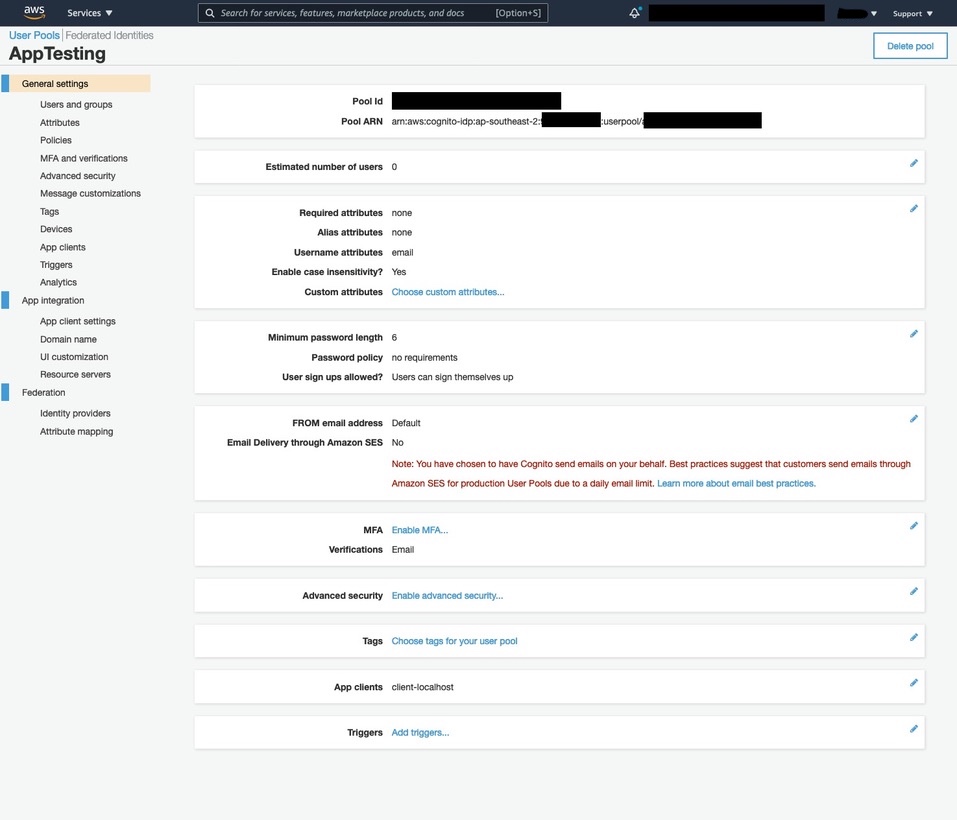 aws
Services
Search for services, features, marketplace products, and docs [Option+S]
Support
User Pools Federated Identities
AppTesting
Delete pool
General settings
Users and groups
Attributes
Policies
MFA and verifications
Advanced security
Message customizations
Tags
Devices
App clients
Triggers
Analytics
App integration
App client settings
Domain name
UI customization
Resource servers
Federation
Identity providers
Attribute mapping
Pool Id
Pool ARN arn:aws:cognito-idp:ap-southeast-2: :userpool/
Estimated number of users 0
Required attributes none
Alias attributes none
Username attributes email
Enable case insensitivity? Yes
Custom attributes Choose custom attributes...
Minimum password length 6
Password policy no requirements
User sign ups allowed? Users can sign themselves up
FROM email address Default
Email Delivery through Amazon SES No
Note: You have chosen to have Cognito send emails on your behalf. Best practices suggest that customers send emails through
Amazon SES for production User Pools due to a daily email limit. Learn more about email best practices.
MFA Enable MFA...
Verifications Email
Advanced security Enable advanced security...
Tags Choose tags for your user pool
App clients client-localhost
Triggers Add triggers...